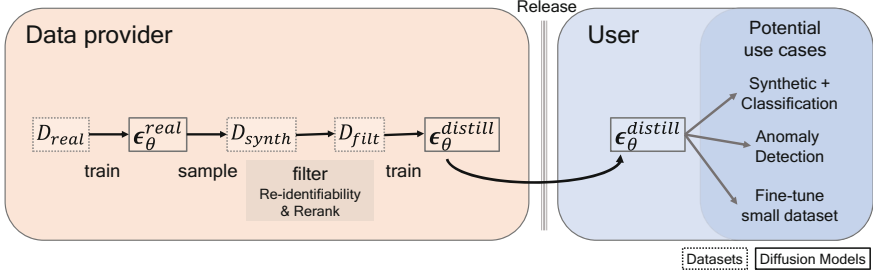 Release
Data provider
User
Potential
use cases
D_real
ϵ_θ^real
D_synth
D_filt
ϵ_θ^distill
train
sample
filter
train
Re-identifiability
& Rerank
ϵ_θ^distill
Synthetic +
Classification
Anomaly
Detection
Fine-tune
small dataset
Datasets
Diffusion Models